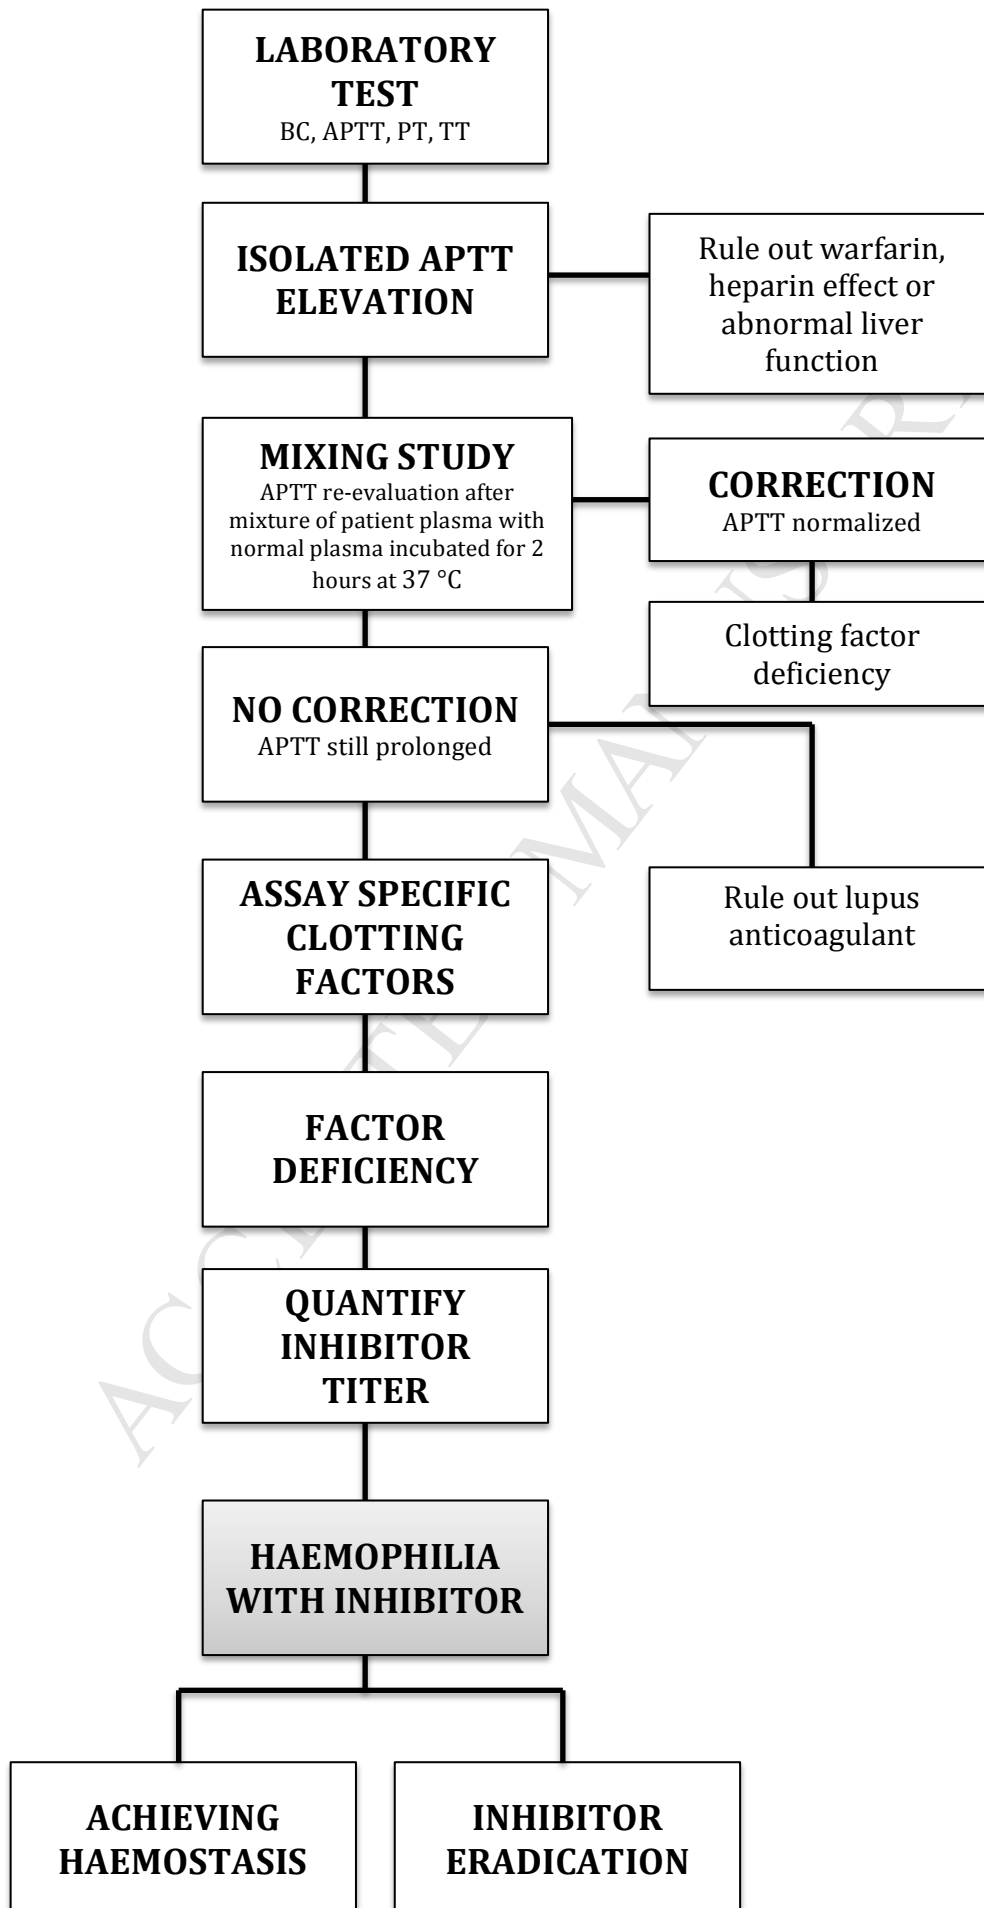 LABORATORY
TEST
BC, APTT, PT, TT
ISOLATED APTT
ELEVATION
Rule out warfarin,
heparin effect or
abnormal liver
function
MIXING STUDY
APTT re-evaluation after
mixture of patient plasma with
normal plasma incubated for 2
hours at 37 °C
CORRECTION
APTT normalized
Clotting factor
deficiency
NO CORRECTION
APTT still prolonged
ASSAY SPECIFIC
CLOTTING
FACTORS
Rule out lupus
anticoagulant
FACTOR
DEFICIENCY
QUANTIFY
INHIBITOR
TITER
HAEMOPHILIA
WITH INHIBITOR
ACHIEVING
HAEMOSTASIS
INHIBITOR
ERADICATION